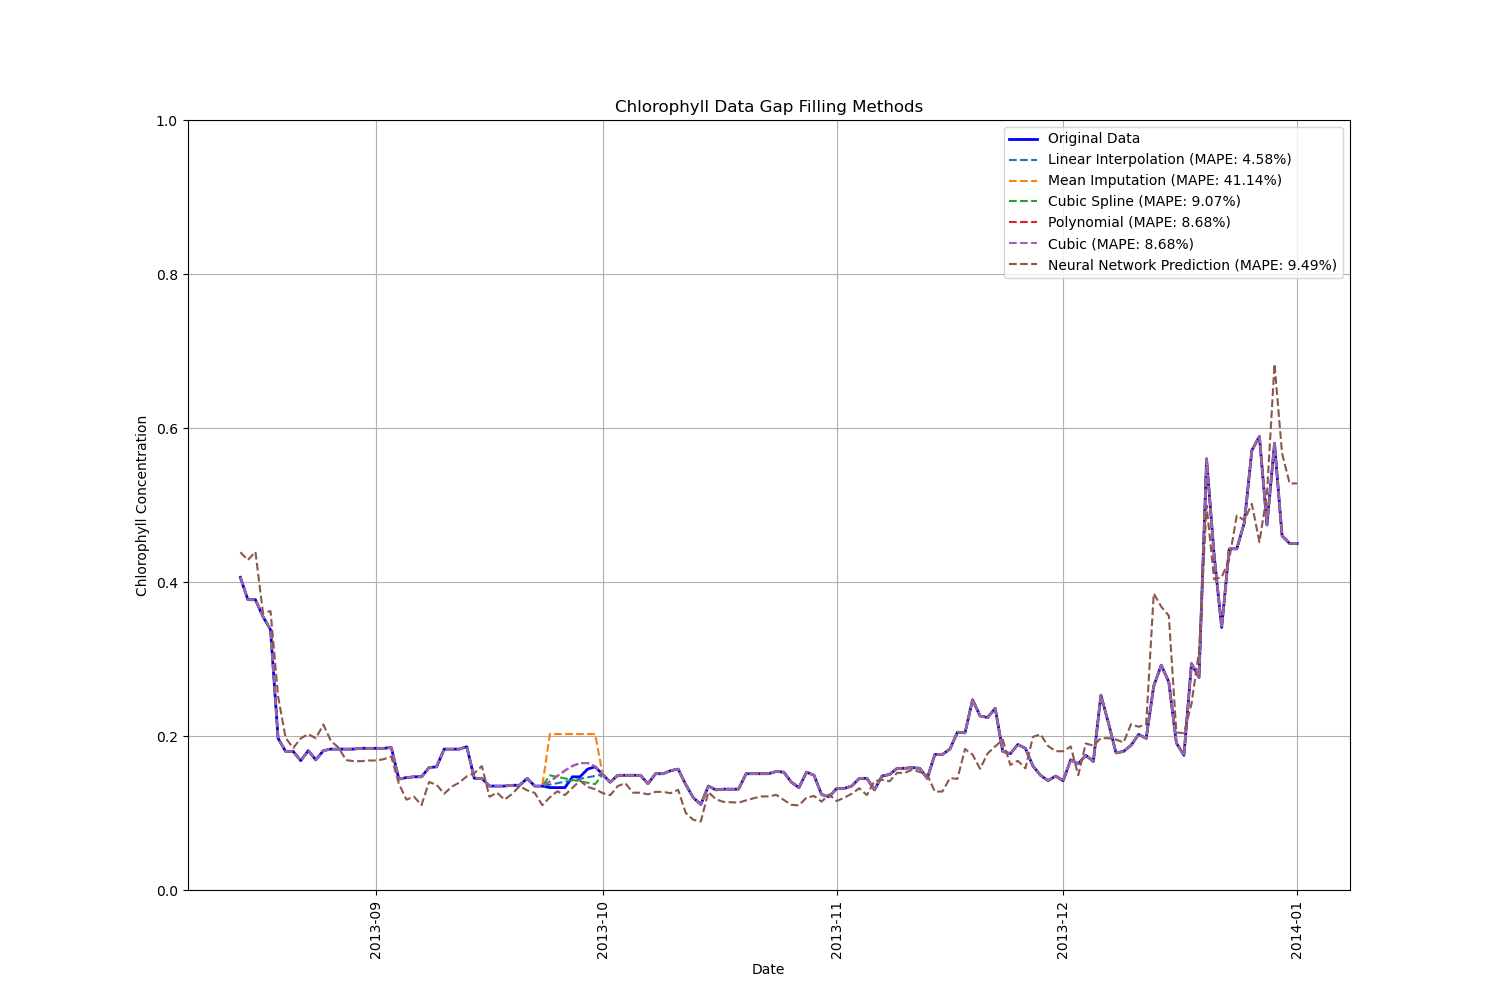 Chlorophyll Data Gap Filling Methods
1.0
0.8
0.6
0.4
0.2
0.0
Chlorophyll Concentration
Original Data
Linear Interpolation (MAPE: 4.58%)
Mean Imputation (MAPE: 41.14%)
Cubic Spline (MAPE: 9.07%)
Polynomial (MAPE: 8.68%)
Cubic (MAPE: 8.68%)
Neural Network Prediction (MAPE: 9.49%)
2013-09
2013-10
2013-11
2013-12
2014-01
Date